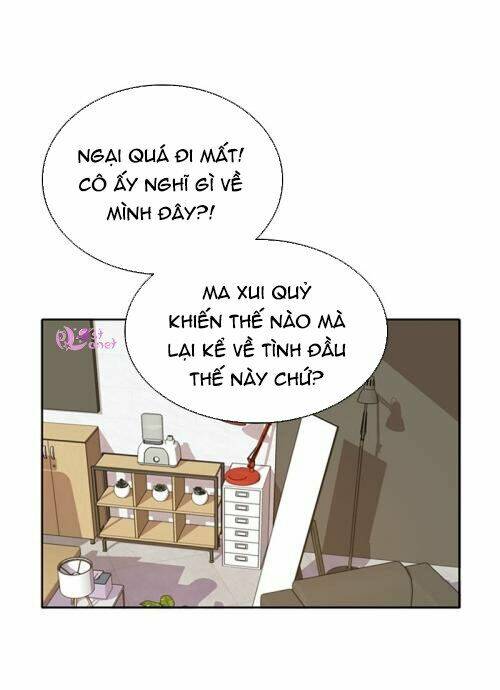 NGẠI QUÁ ĐI MẤT!
CÔ ẤY NGHĨ GÌ VỀ
MÌNH ĐÂY?!
MA XUI QUỶ
KHIẾN THẾ NÀO MÀ
LẠI KỂ VỀ TÌNH ĐẦU
THẾ NÀY CHỨ?